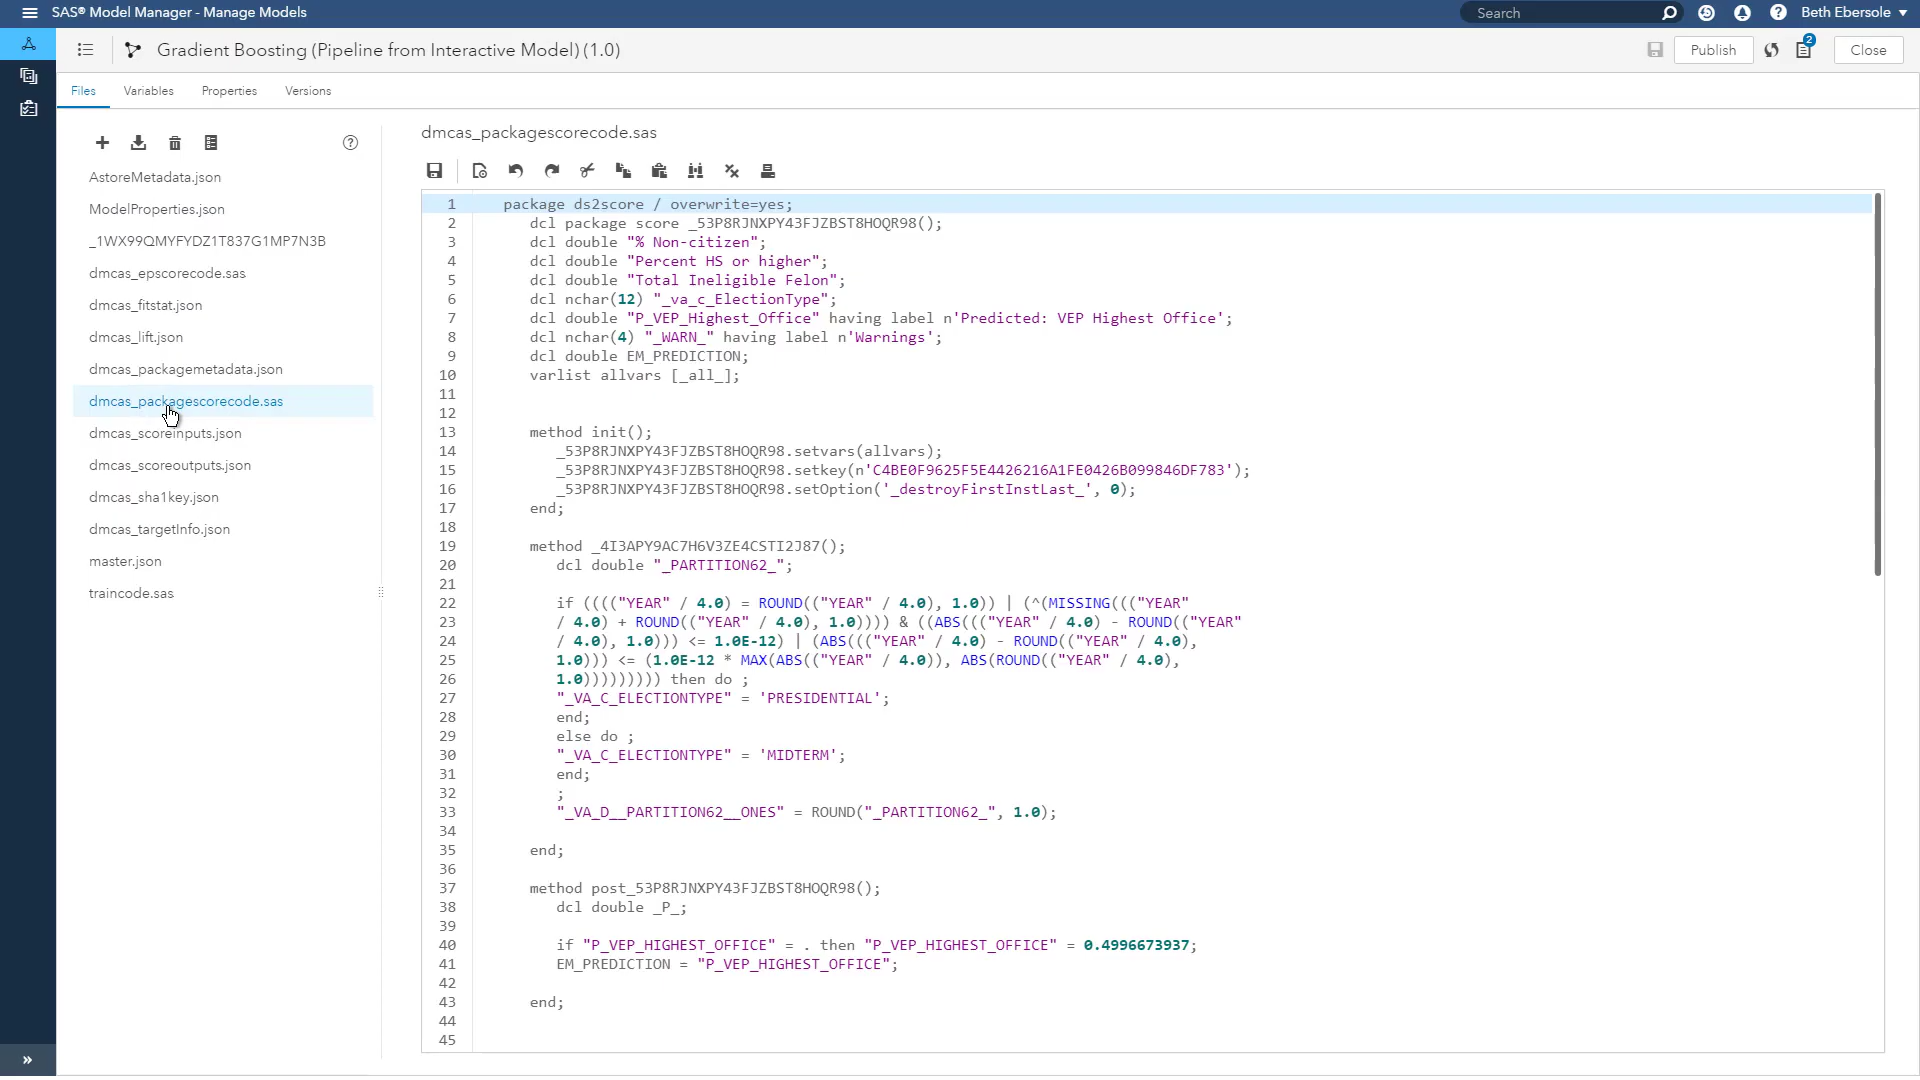 SAS® Model Manager - Manage Models
Search
Beth Ebersole
Gradient Boosting (Pipeline from Interactive Model) (1.0)
Publish
2
Close
Files
Variables
Properties
Versions
AstoreMetadata.json
ModelProperties.json
_1WX99QMYFYDZ1T837G1MP7N3B
dmcas_epscorecode.sas
dmcas_fitstat.json
dmcas_lift.json
dmcas_packagemetadata.json
dmcas_packagescorecode.sas
dmcas_scoreinputs.json
dmcas_scoreoutputs.json
dmcas_sha1key.json
dmcas_targetInfo.json
master.json
traincode.sas
dmcas_packagescorecode.sas
1 package ds2score / overwrite=yes;
2 dcl package score _53P8RJNXPY43FJZBST8HOQR98();
3 dcl double "% Non-citizen";
4 dcl double "Percent HS or higher";
5 dcl double "Total Ineligible Felon";
6 dcl nchar(12) "_va_c_ElectionType";
7 dcl double "P_VEP_Highest_Office" having label n'Predicted: VEP Highest Office';
8 dcl nchar(4) "_WARN_" having label n'Warnings';
9 dcl double EM_PREDICTION;
10 varlist allvars [_all_];
11
12
13 method init();
14 _53P8RJNXPY43FJZBST8HOQR98.setvars(allvars);
15 _53P8RJNXPY43FJZBST8HOQR98.setkey(n'C4BE0F9625F5E4426216A1FE0426B099846DF783');
16 _53P8RJNXPY43FJZBST8HOQR98.setOption('_destroyFirstInstLast_', 0);
17 end;
18
19 method _4I3APY9AC7H6V3ZE4CSTI2J87();
20 dcl double "_PARTITION62_";
21
22 if (((("YEAR" / 4.0) = ROUND(("YEAR" / 4.0), 1.0)) | (^(MISSING((("YEAR"
23 / 4.0) + ROUND(("YEAR" / 4.0), 1.0)))) & ((ABS((("YEAR" / 4.0) - ROUND(("YEAR"
24 / 4.0), 1.0))) <= 1.0E-12) | (ABS((("YEAR" / 4.0) - ROUND(("YEAR" / 4.0),
25 1.0))) <= (1.0E-12 * MAX(ABS(("YEAR" / 4.0)), ABS(ROUND(("YEAR" / 4.0),
26 1.0))))))))) then do ;
27 "_VA_C_ELECTIONTYPE" = 'PRESIDENTIAL';
28 end;
29 else do ;
30 "_VA_C_ELECTIONTYPE" = 'MIDTERM';
31 end;
32 ;
33 "_VA_D__PARTITION62__ONES" = ROUND("_PARTITION62_", 1.0);
34
35 end;
36
37 method post_53P8RJNXPY43FJZBST8HOQR98();
38 dcl double _P_;
39
40 if "P_VEP_HIGHEST_OFFICE" = . then "P_VEP_HIGHEST_OFFICE" = 0.4996673937;
41 EM_PREDICTION = "P_VEP_HIGHEST_OFFICE";
42
43 end;
44
45